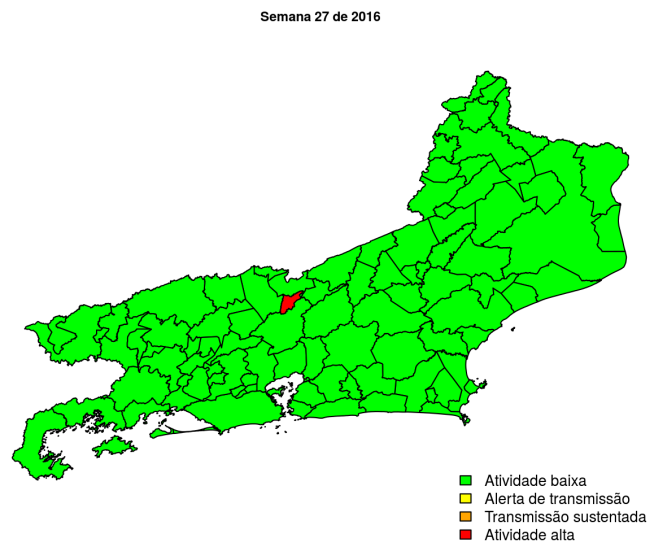 Semana 27 de 2016
Atividade baixa
Alerta de transmissão
Transmissão sustentada
Atividade alta